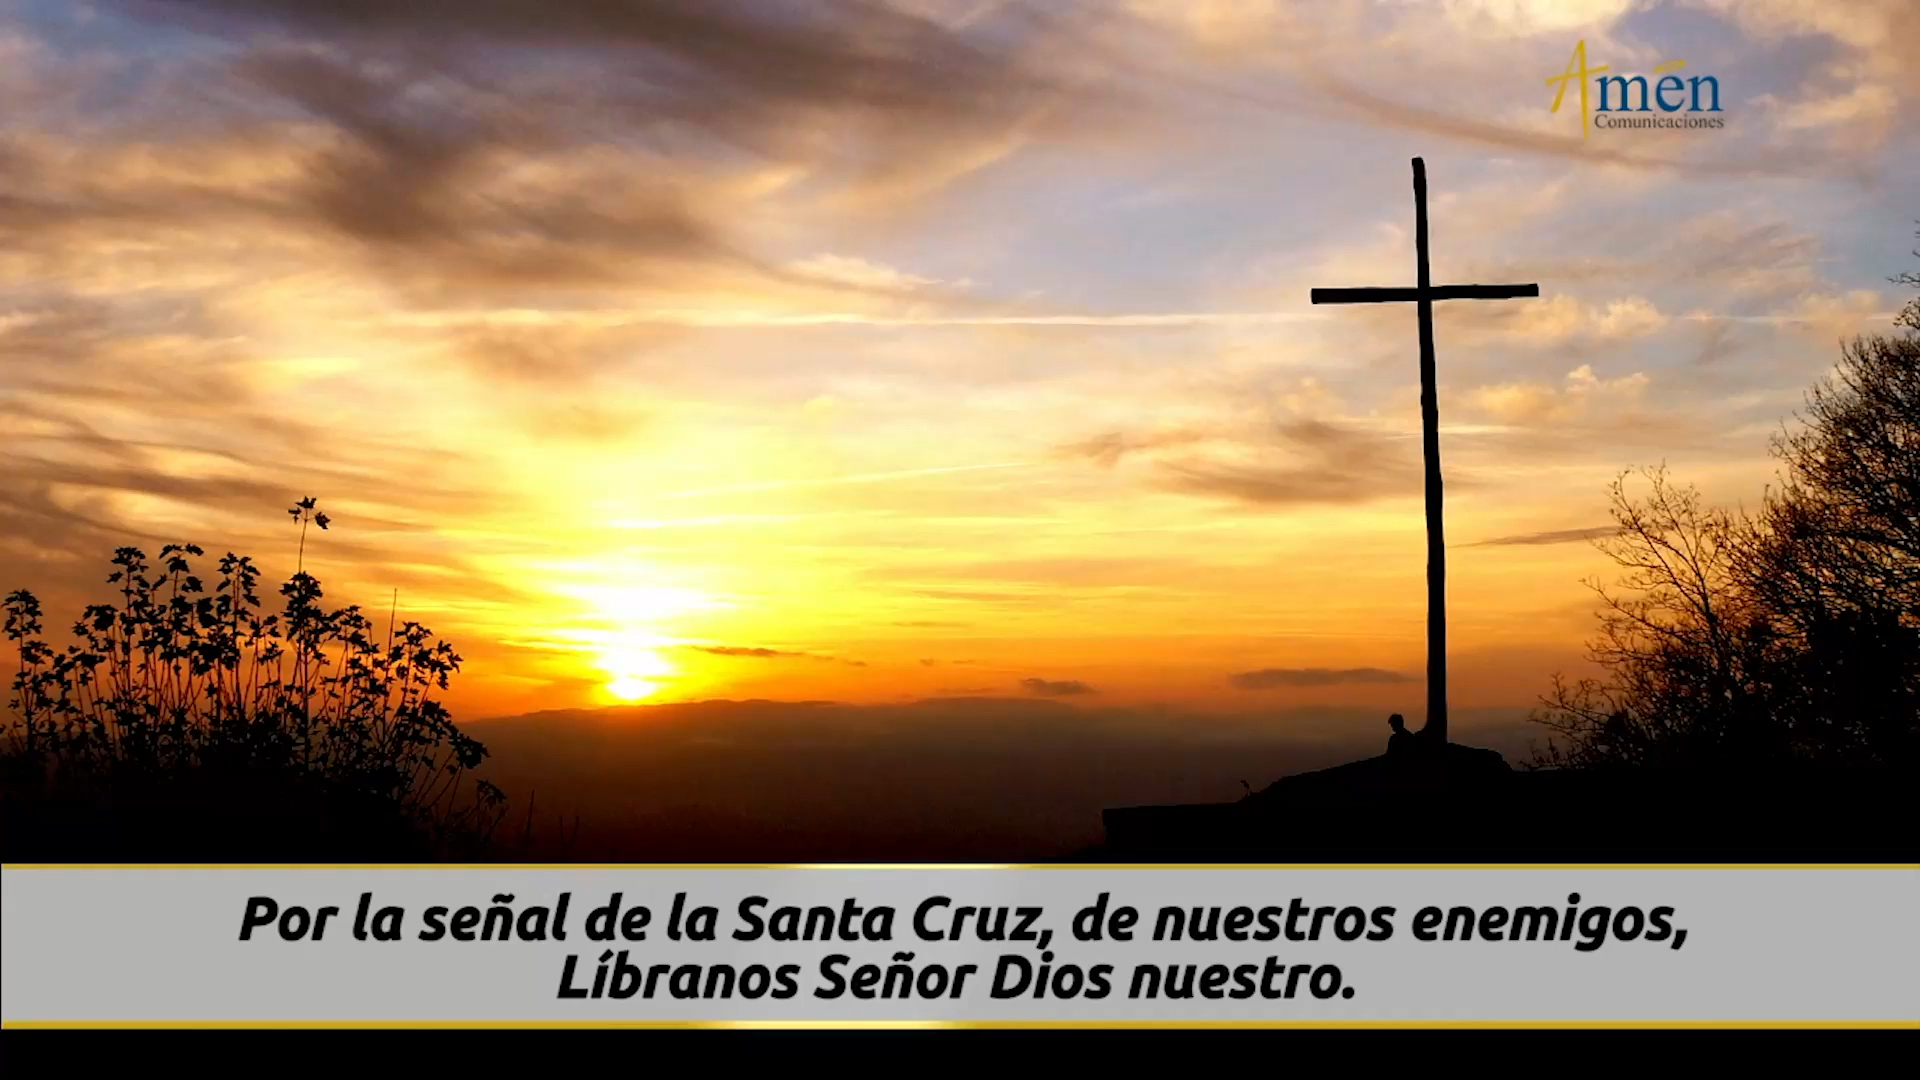 Amén
Comunicaciones
Por la señal de la Santa Cruz, de nuestros enemigos,
Líbranos Señor Dios nuestro.